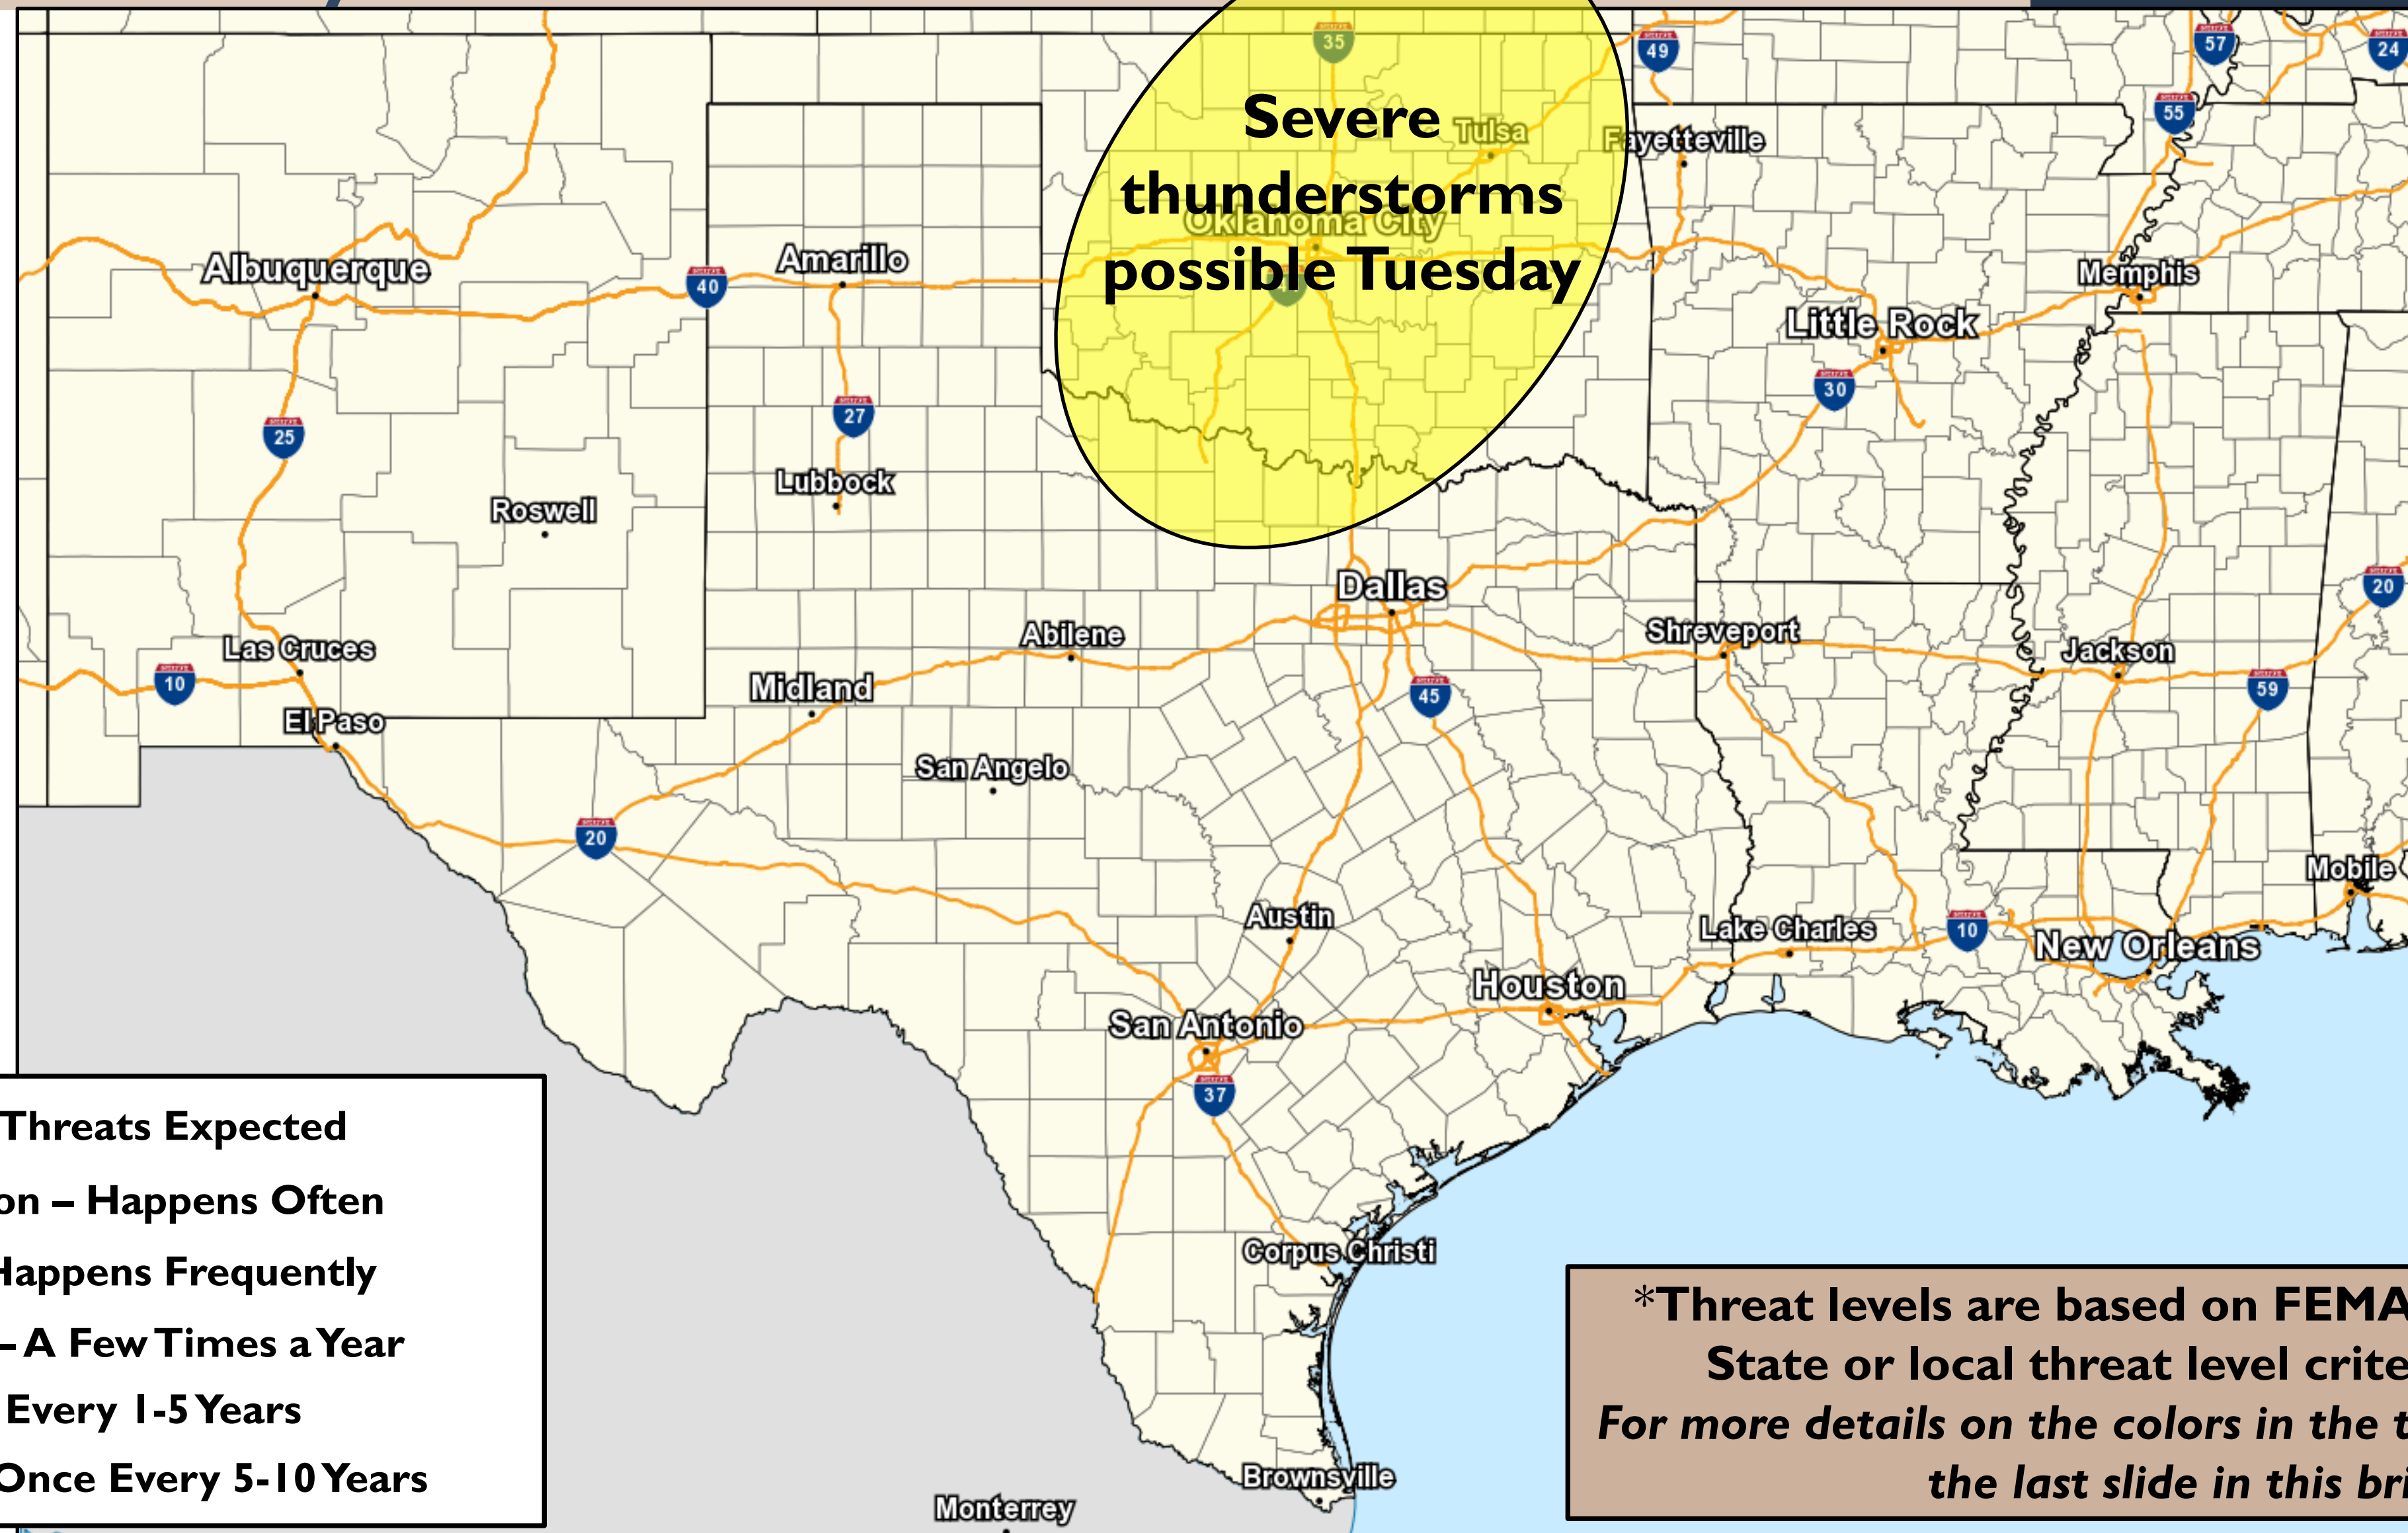 35
49
57
24
55
Severe
Tulsa
Fayetteville
thunderstorms
Oklahoma City
possible Tuesday
Albuquerque
Amarillo
40
Memphis
Little Rock
30
25
27
Lubbock
Roswell
Dallas
20
Las Cruces
Abilene
Shreveport
Jackson
10
Midland
45
59
El Paso
San Angelo
20
Mobile
Austin
Lake Charles
10
New Orleans
Houston
San Antonio
37
Corpus Christi
Brownsville
Monterrey
Threats Expected
on – Happens Often
Happens Frequently
– A Few Times a Year
Every 1-5 Years
Once Every 5-10 Years
*Threat levels are based on FEMA
State or local threat level crite
For more details on the colors in the t
the last slide in this bri